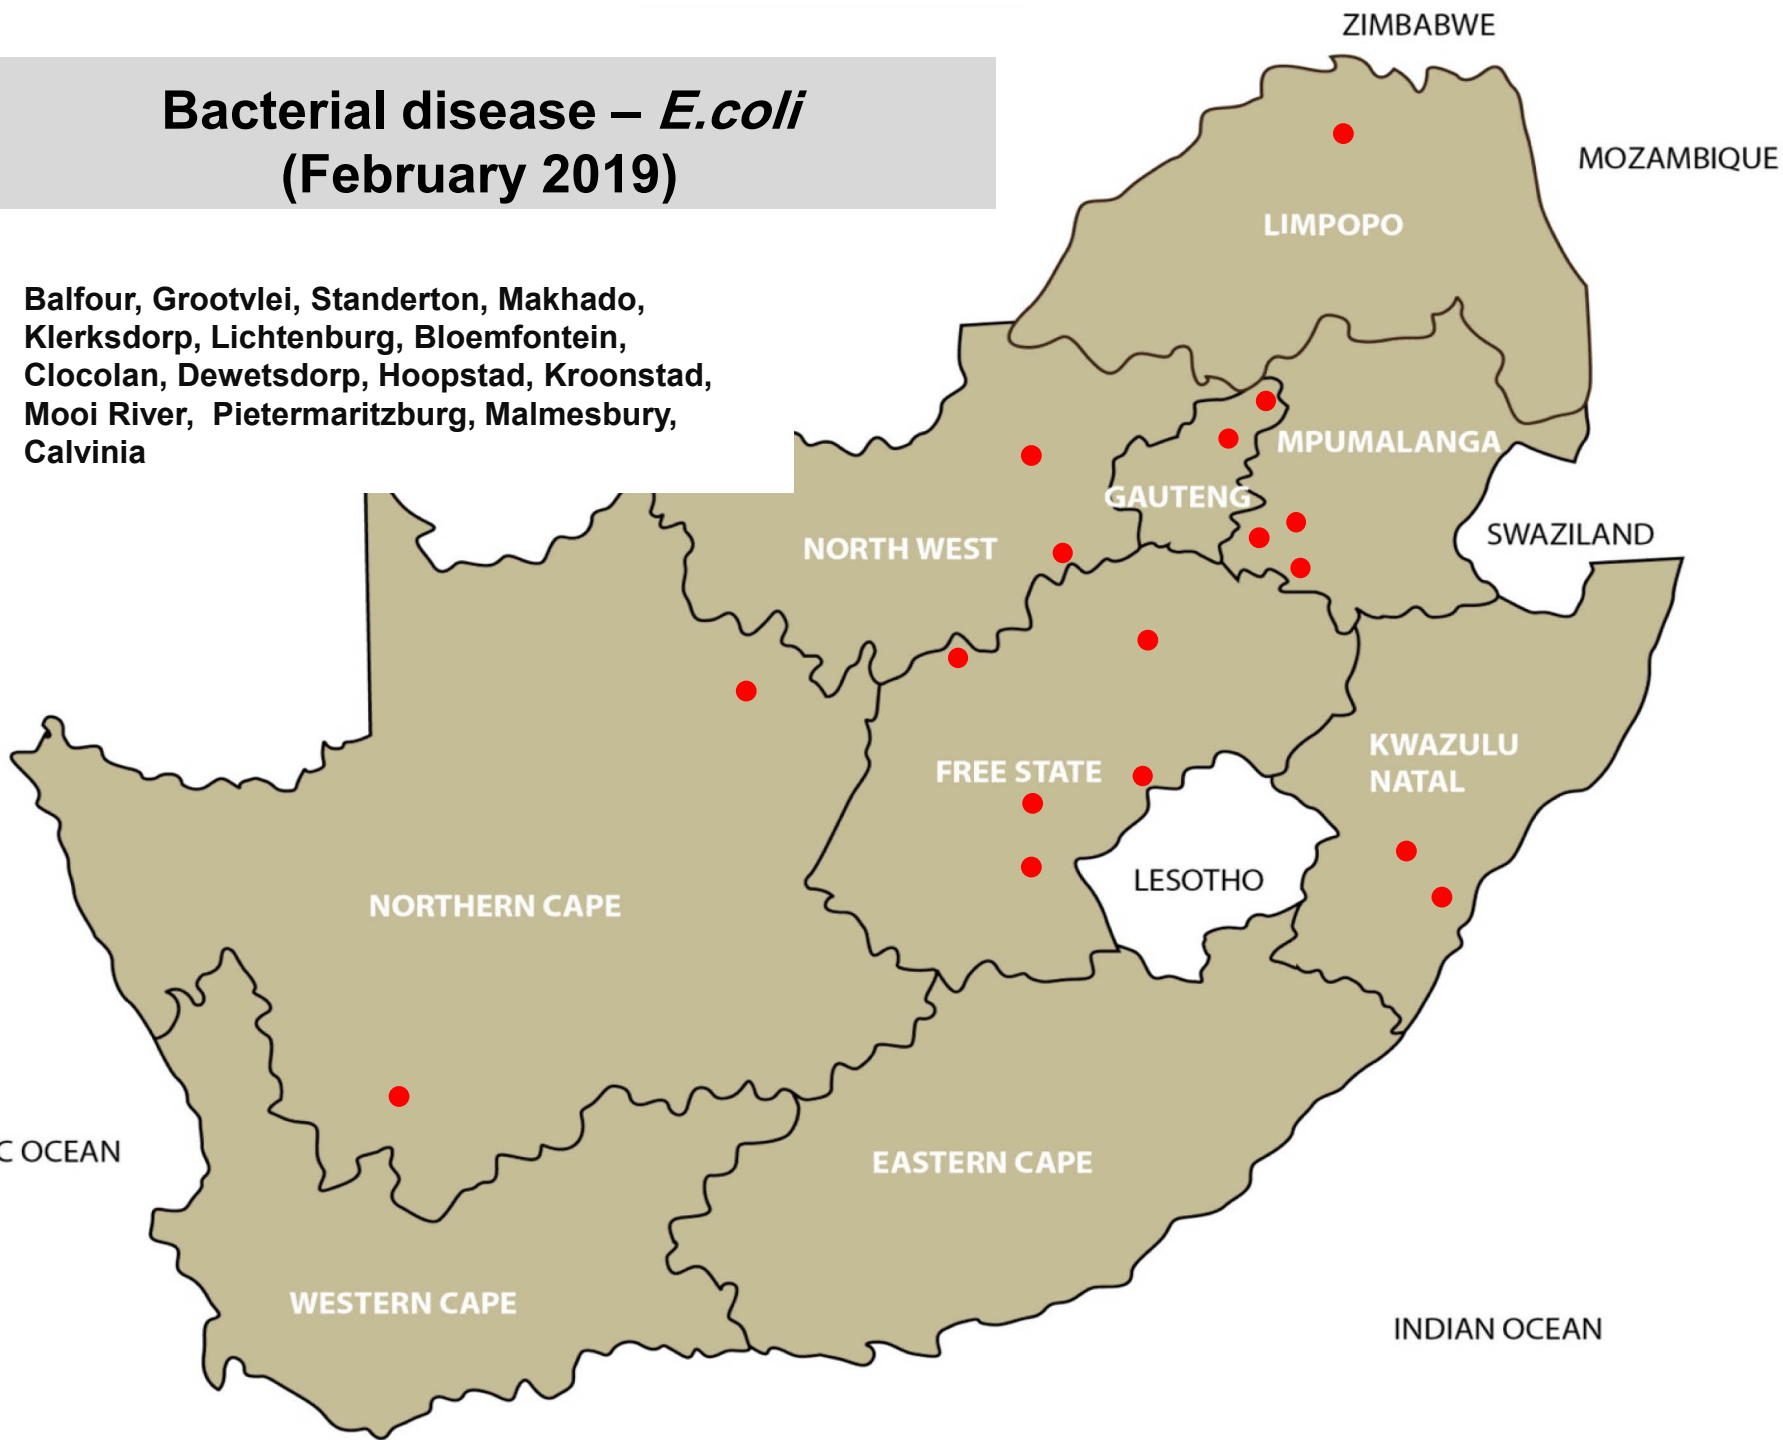 ZIMBABWE
Bacterial disease – E.coli
(February 2019)
MOZAMBIQUE
LIMPOPO
Balfour, Grootvlei, Standerton, Makhado,
Klerksdorp, Lichtenburg, Bloemfontein,
Clocolan, Dewetsdorp, Hoopstad, Kroonstad,
Mooi River, Pietermaritzburg, Malmesbury,
Calvinia
MPUMALANGA
GAUTENG
SWAZILAND
NORTH WEST
KWAZULU
NATAL
FREE STATE
LESOTHO
NORTHERN CAPE
C OCEAN
EASTERN CAPE
WESTERN CAPE
INDIAN OCEAN